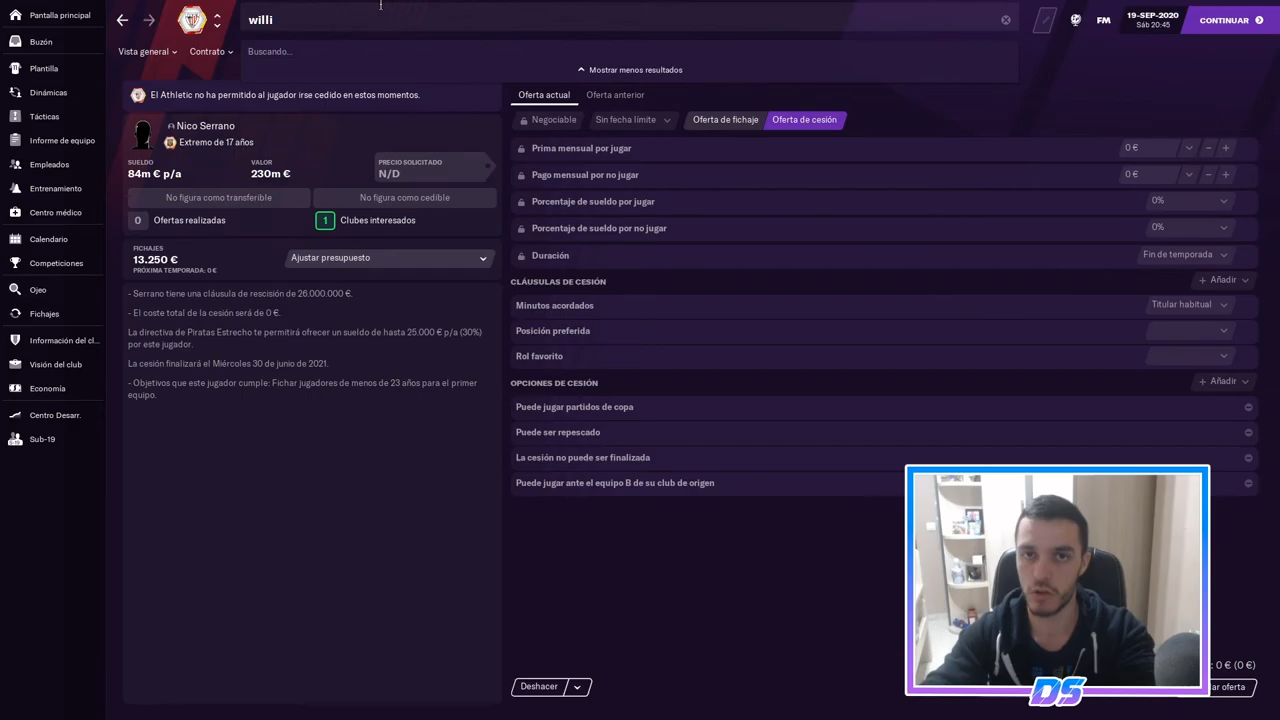 Pantalla principal
willi
FM
19-SEP-2020
Sáb 20:45
CONTINUAR
Buzón
Vista general
Contrato
Buscando...
Plantilla
Mostrar menos resultados
Dinámicas
El Athletic no ha permitido al jugador irse cedido en estos momentos.
Oferta actual
Oferta anterior
Tácticas
Negociable
Sin fecha límite
Oferta de fichaje
Oferta de cesión
Informe de equipo
Nico Serrano
Extremo de 17 años
Prima mensual por jugar
0 €
Empleados
SUELDO
84m € p/a
VALOR
230m €
PRECIO SOLICITADO
N/D
Pago mensual por no jugar
0 €
Entrenamiento
No figura como transferible
No figura como cedible
Porcentaje de sueldo por jugar
0%
Centro médico
0
Ofertas realizadas
1
Clubes interesados
Porcentaje de sueldo por no jugar
0%
Calendario
FICHAJES
13.250 €
PRÓXIMA TEMPORADA: 0 €
Ajustar presupuesto
Duración
Fin de temporada
Competiciones
CLÁUSULAS DE CESIÓN
Añadir
Ojeo
- Serrano tiene una cláusula de rescisión de 26.000.000 €.
Minutos acordados
Titular habitual
Fichajes
- El coste total de la cesión será de 0 €.
Posición preferida
Información del cl...
La directiva de Piratas Estrecho te permitirá ofrecer un sueldo de hasta 25.000 € p/a (30%)
por este jugador.
Rol favorito
Visión del club
La cesión finalizará el Miércoles 30 de junio de 2021.
OPCIONES DE CESIÓN
Añadir
Economía
- Objetivos que este jugador cumple: Fichar jugadores de menos de 23 años para el primer
equipo.
Puede jugar partidos de copa
Centro Desarr.
Puede ser repescado
Sub-19
La cesión no puede ser finalizada
Puede jugar ante el equipo B de su club de origen
: 0 € (0 €)
Deshacer
ar oferta
DS